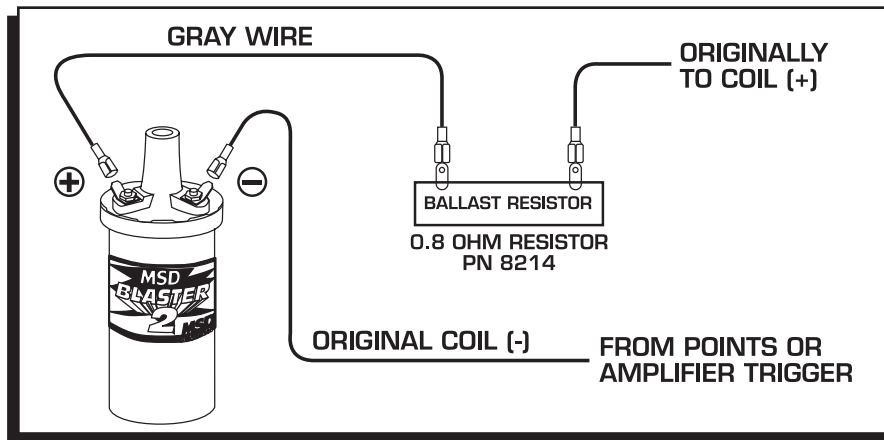 GRAY WIRE
ORIGINALLY
TO COIL (+)
+
−
BALLAST RESISTOR
0.8 OHM RESISTOR
PN 8214
MSD
BLASTER
2
MSD
ORIGINAL COIL (-)
FROM POINTS OR
AMPLIFIER TRIGGER